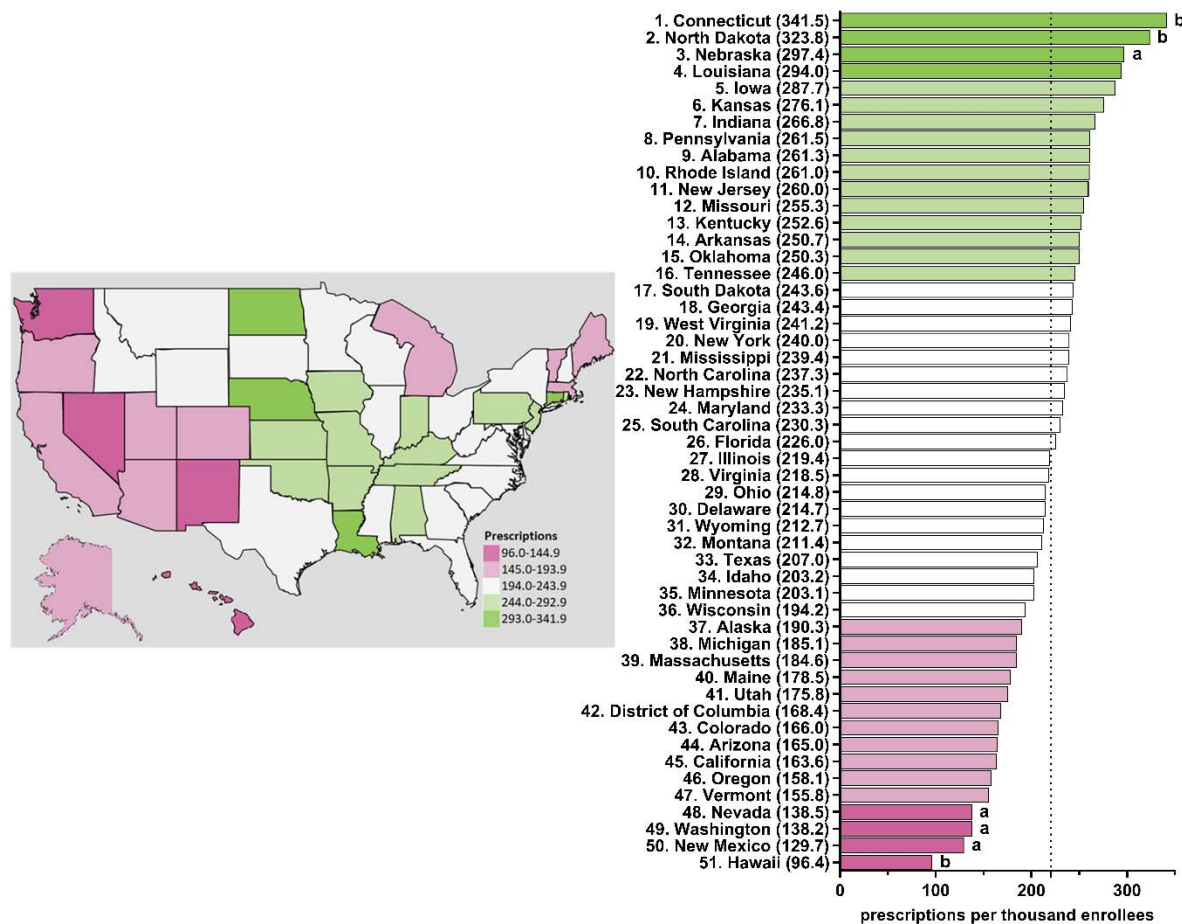 Prescriptions
96.0-144.9
145.0-193.9
194.0-243.9
244.0-292.9
293.0-341.9
1. Connecticut (341.5) b
2. North Dakota (323.8) b
3. Nebraska (297.4) a
4. Louisiana (294.0)
5. Iowa (287.7)
6. Kansas (276.1)
7. Indiana (266.8)
8. Pennsylvania (261.5)
9. Alabama (261.3)
10. Rhode Island (261.0)
11. New Jersey (260.0)
12. Missouri (255.3)
13. Kentucky (252.6)
14. Arkansas (250.7)
15. Oklahoma (250.3)
16. Tennessee (246.0)
17. South Dakota (243.6)
18. Georgia (243.4)
19. West Virginia (241.2)
20. New York (240.0)
21. Mississippi (239.4)
22. North Carolina (237.3)
23. New Hampshire (235.1)
24. Maryland (233.3)
25. South Carolina (230.3)
26. Florida (226.0)
27. Illinois (219.4)
28. Virginia (218.5)
29. Ohio (214.8)
30. Delaware (214.7)
31. Wyoming (212.7)
32. Montana (211.4)
33. Texas (207.0)
34. Idaho (203.2)
35. Minnesota (203.1)
36. Wisconsin (194.2)
37. Alaska (190.3)
38. Michigan (185.1)
39. Massachusetts (184.6)
40. Maine (178.5)
41. Utah (175.8)
42. District of Columbia (168.4)
43. Colorado (166.0)
44. Arizona (165.0)
45. California (163.6)
46. Oregon (158.1)
47. Vermont (155.8)
48. Nevada (138.5) a
49. Washington (138.2) a
50. New Mexico (129.7) a
51. Hawaii (96.4) b
0 100 200 300
prescriptions per thousand enrollees